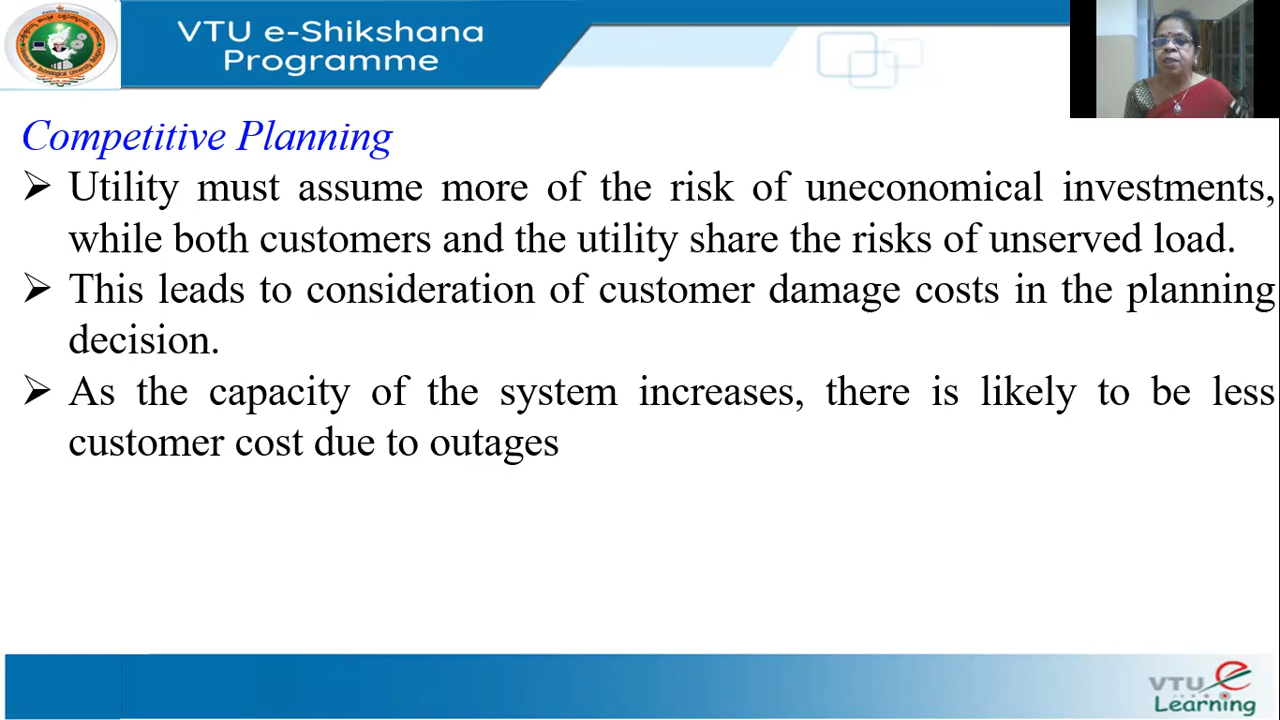 VTU e-Shikshana
Programme
Competitive Planning
➢ Utility must assume more of the risk of uneconomical investments,
while both customers and the utility share the risks of unserved load.
➢ This leads to consideration of customer damage costs in the planning
decision.
➢ As the capacity of the system increases, there is likely to be less
customer cost due to outages
VTU e
Learning